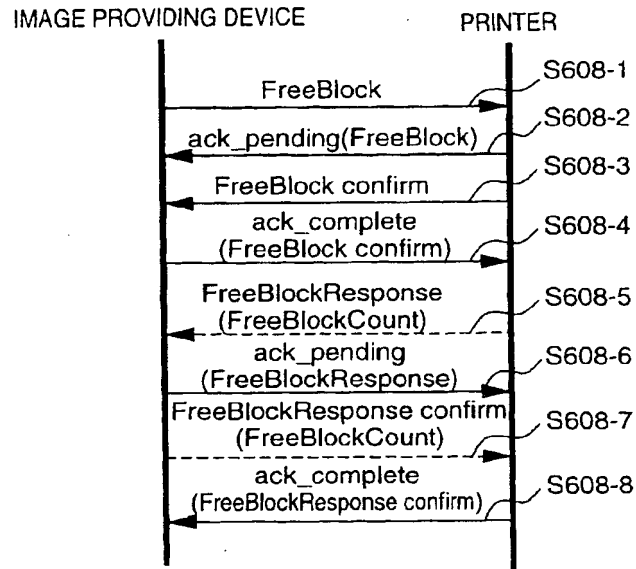 IMAGE PROVIDING DEVICE
PRINTER
FreeBlock
S608-1
ack_pending(FreeBlock)
S608-2
FreeBlock confirm
S608-3
ack_complete
(FreeBlock confirm)
S608-4
FreeBlockResponse
(FreeBlockCount)
S608-5
ack_pending
(FreeBlockResponse)
S608-6
FreeBlockResponse confirm
(FreeBlockCount)
S608-7
ack_complete
(FreeBlockResponse confirm)
S608-8